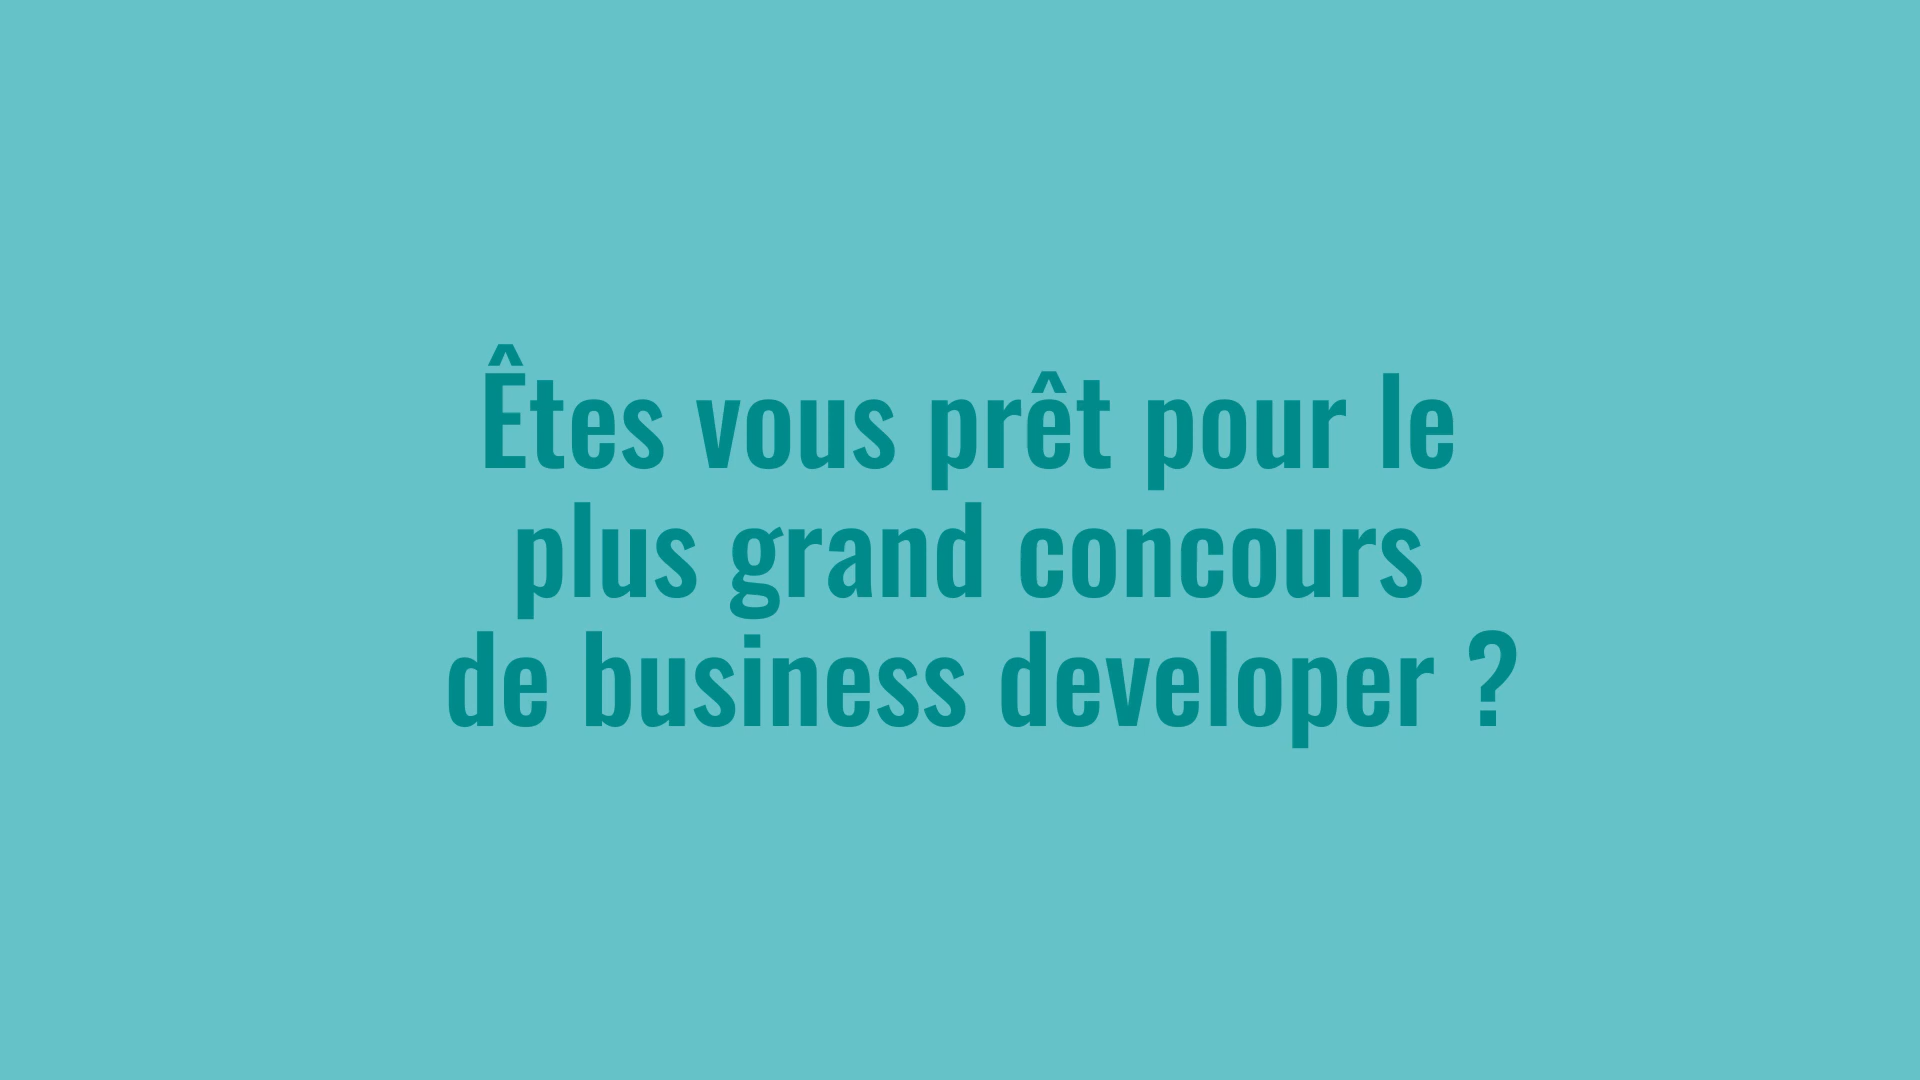 Êtes vous prêt pour le
plus grand concours
de business developer ?